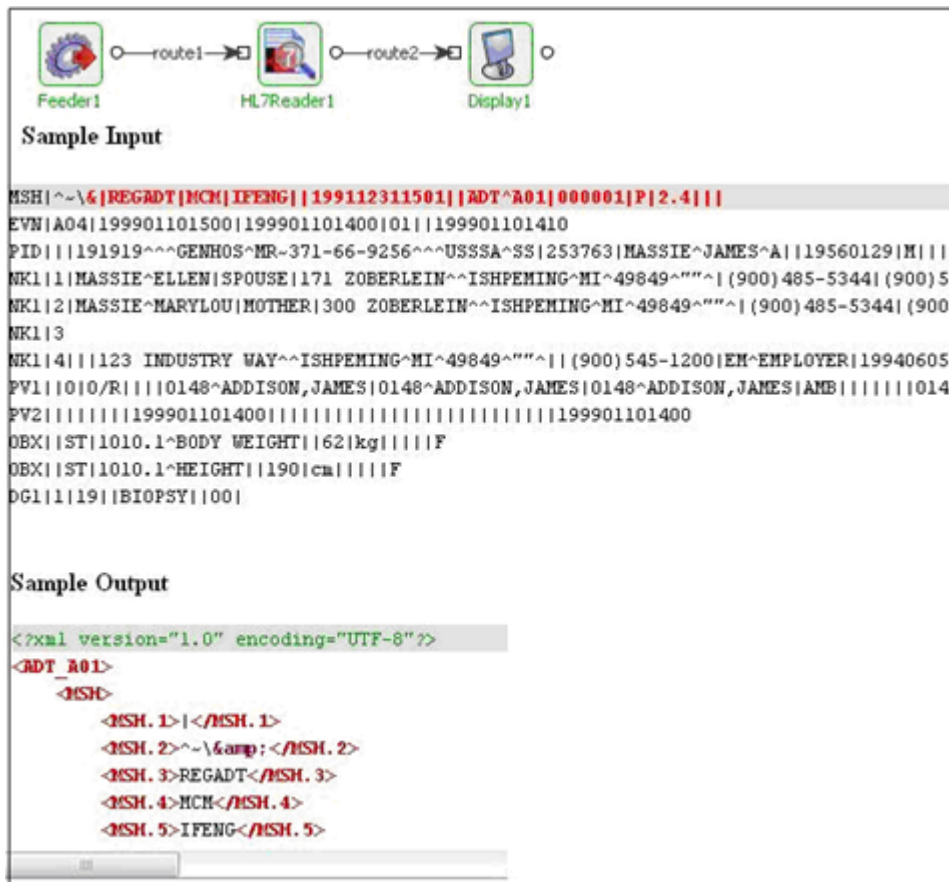 route1 route2
Feeder1 HL7Reader1 Display1
Sample Input
MSH|^~\&|REGADT|MCM|IFENG||199112311501||ADT^A01|000001|P|2.4|||
EVN|A04|199901101500|199901101400|01||199901101410
PID|||191919^^^GENHOS^MR~371-66-9256^^^USSSA^SS|253763|MASSIE^JAMES^A||19560129|M|||
NK1|1|MASSIE^ELLEN|SPOUSE|171 ZOBERLEIN^^ISHPEMING^MI^49849^""^|(900)485-5344|(900)5
NK1|2|MASSIE^MARYLOU|MOTHER|300 ZOBERLEIN^^ISHPEMING^MI^49849^""^|(900)485-5344|(900
NK1|3
NK1|4|||123 INDUSTRY WAY^^ISHPEMING^MI^49849^""^||(900)545-1200|EM^EMPLOYER|19940605
PV1||0|0/R||||0148^ADDISON,JAMES|0148^ADDISON,JAMES|0148^ADDISON,JAMES|AMB|||||||014
PV2||||||||199901101400||||||||||||||||||||||||||199901101400
OBX||ST|1010.1^BODY WEIGHT||62|kg|||||F
OBX||ST|1010.1^HEIGHT||190|cm|||||F
DG1|1|19||BIOPSY||00|
Sample Output
<?xml version="1.0" encoding="UTF-8"?>
<ADT_A01>
<MSH>
<MSH.1>|</MSH.1>
<MSH.2>^~\&amp;</MSH.2>
<MSH.3>REGADT</MSH.3>
<MSH.4>MCM</MSH.4>
<MSH.5>IFENG</MSH.5>